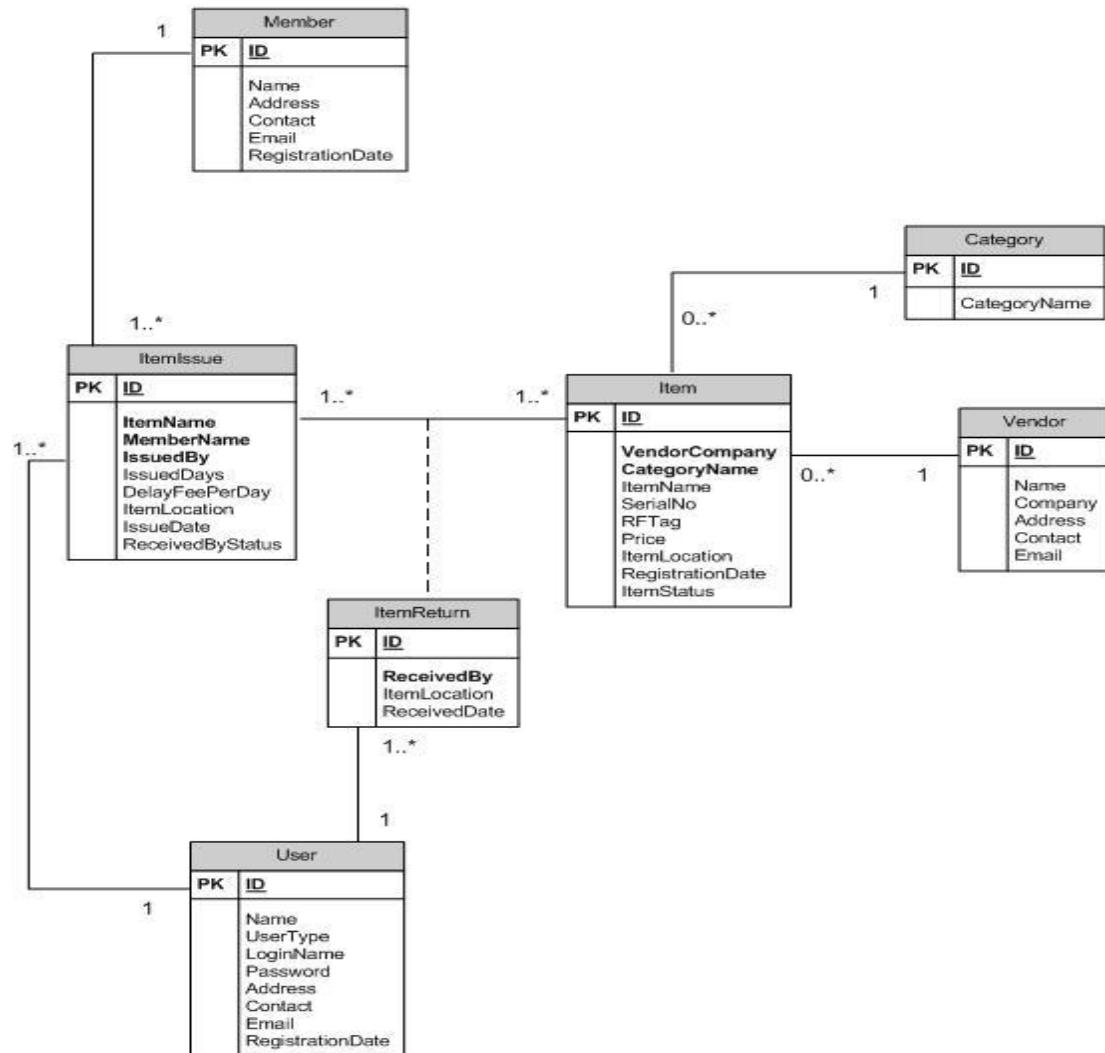 Member
PK ID
Name
Address
Contact
Email
RegistrationDate
1
1..*
Category
PK ID
CategoryName
1
0..*
ItemIssue
PK ID
ItemName
MemberName
IssuedBy
IssuedDays
DelayFeePerDay
ItemLocation
IssueDate
ReceivedByStatus
1..*
1..*
1..*
Item
PK ID
VendorCompany
CategoryName
ItemName
SerialNo
RFTag
Price
ItemLocation
RegistrationDate
ItemStatus
0..*
1
Vendor
PK ID
Name
Company
Address
Contact
Email
ItemReturn
PK ID
ReceivedBy
ItemLocation
ReceivedDate
1..*
1
User
PK ID
Name
UserType
LoginName
Password
Address
Contact
Email
RegistrationDate
1